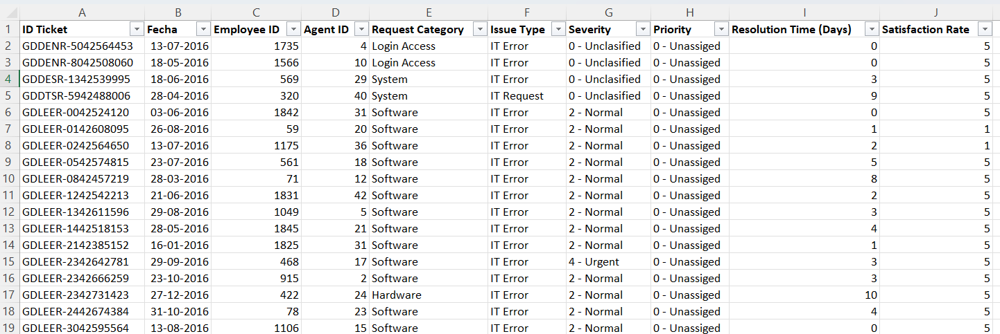 A B C D E F G H I J
1 ID Ticket Fecha Employee ID Agent ID Request Category Issue Type Severity Priority Resolution Time (Days) Satisfaction Rate
2 GDDENR-5042564453 13-07-2016 1735 4 Login Access IT Error 0 - Unclasified 0 - Unassiged 0 5
3 GDDENR-8042508060 18-05-2016 1566 10 Login Access IT Error 0 - Unclasified 0 - Unassiged 0 5
4 GDDESR-1342539995 18-06-2016 569 29 System IT Error 0 - Unclasified 0 - Unassiged 3 5
5 GDDTSR-5942488006 28-04-2016 320 40 System IT Request 0 - Unclasified 0 - Unassiged 9 5
6 GDLEER-0042524120 03-06-2016 1842 31 Software IT Error 2 - Normal 0 - Unassiged 0 5
7 GDLEER-0142608095 26-08-2016 59 20 Software IT Error 2 - Normal 0 - Unassiged 1 1
8 GDLEER-0242564650 13-07-2016 1175 36 Software IT Error 2 - Normal 0 - Unassiged 2 1
9 GDLEER-0542574815 23-07-2016 561 18 Software IT Error 2 - Normal 0 - Unassiged 5 5
10 GDLEER-0842457219 28-03-2016 71 12 Software IT Error 2 - Normal 0 - Unassiged 8 5
11 GDLEER-1242542213 21-06-2016 1831 42 Software IT Error 2 - Normal 0 - Unassiged 2 5
12 GDLEER-1342611596 29-08-2016 1049 5 Software IT Error 2 - Normal 0 - Unassiged 3 5
13 GDLEER-1442518153 28-05-2016 1845 21 Software IT Error 2 - Normal 0 - Unassiged 4 5
14 GDLEER-2142385152 16-01-2016 1825 31 Software IT Error 2 - Normal 0 - Unassiged 1 5
15 GDLEER-2342642781 29-09-2016 468 17 Software IT Error 4 - Urgent 0 - Unassiged 3 5
16 GDLEER-2342666259 23-10-2016 915 2 Software IT Error 2 - Normal 0 - Unassiged 3 5
17 GDLEER-2342731423 27-12-2016 422 24 Hardware IT Error 2 - Normal 0 - Unassiged 10 5
18 GDLEER-2442674384 31-10-2016 78 23 Software IT Error 2 - Normal 0 - Unassiged 4 5
19 GDLEER-3042595564 13-08-2016 1106 15 Software IT Error 2 - Normal 0 - Unassiged 0 5